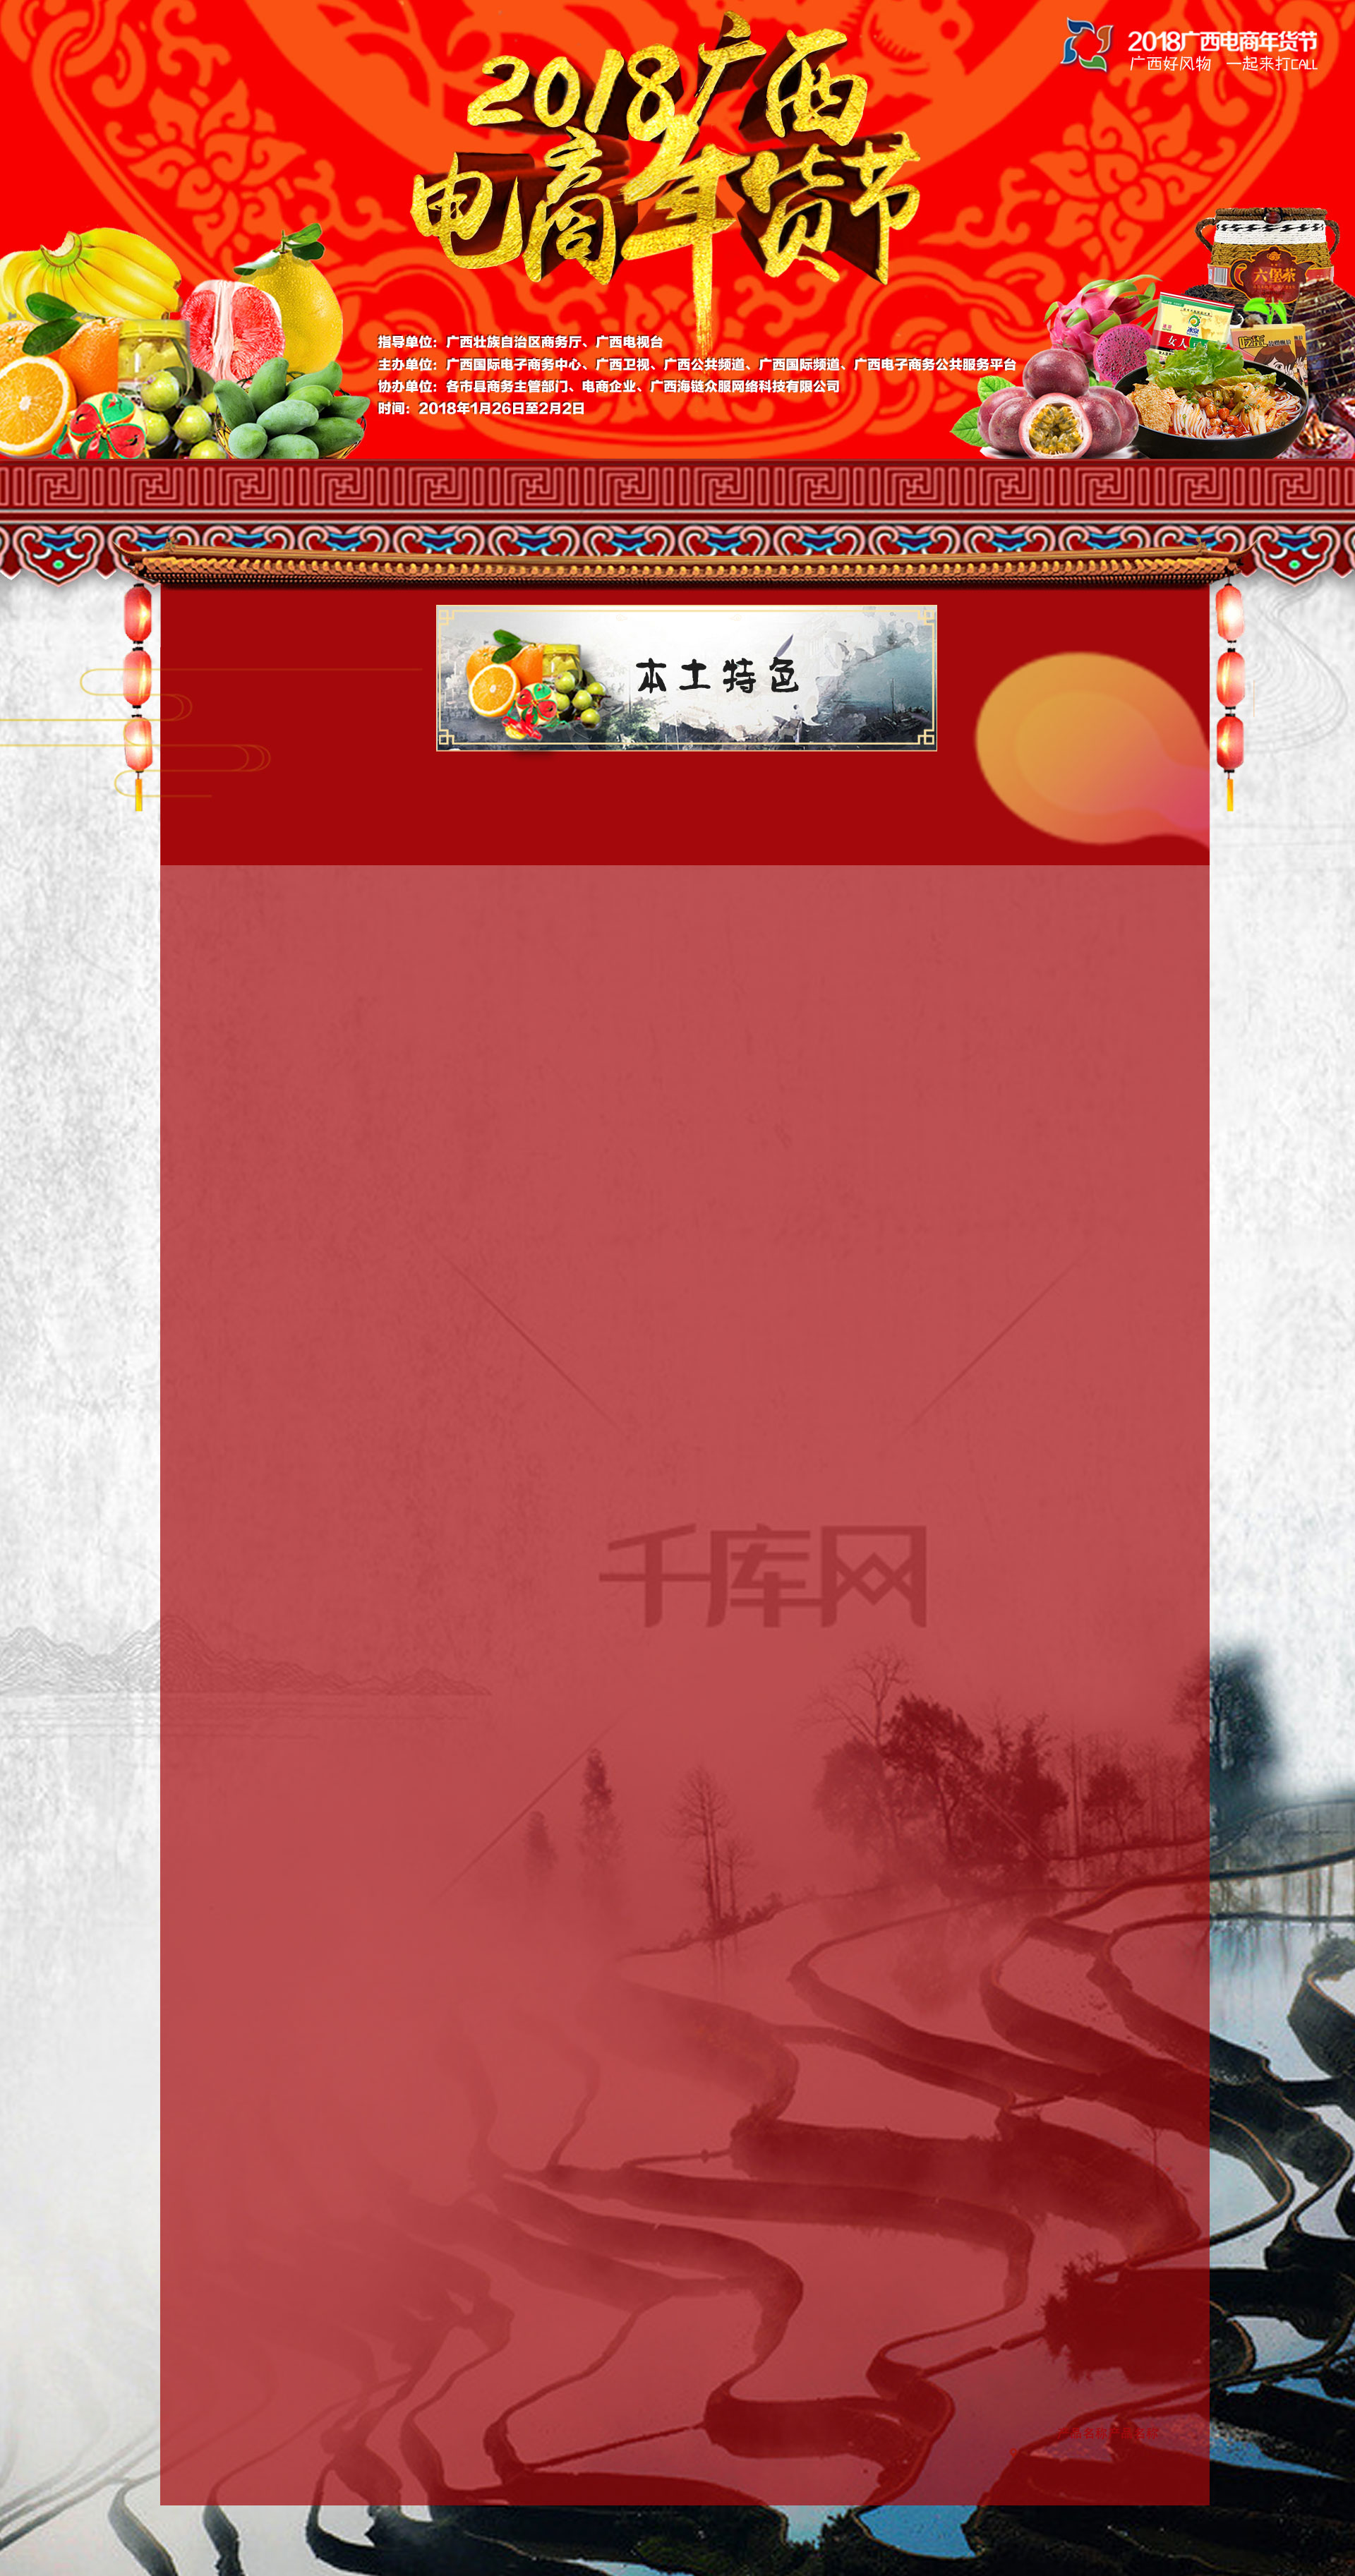 2018广西
电商年货节
2018广西电商年货节
广西好风物 一起来打CALL
六堡茶
女人
指导单位：广西壮族自治区商务厅、广西电视台
主办单位：广西国际电子商务中心、广西卫视、广西公共频道、广西国际频道、广西电子商务公共服务平台
协办单位：各市县商务主管部门、电商企业、广西海链众服网络科技有限公司
时间：2018年1月26日至2月2日
本土特色
千库网